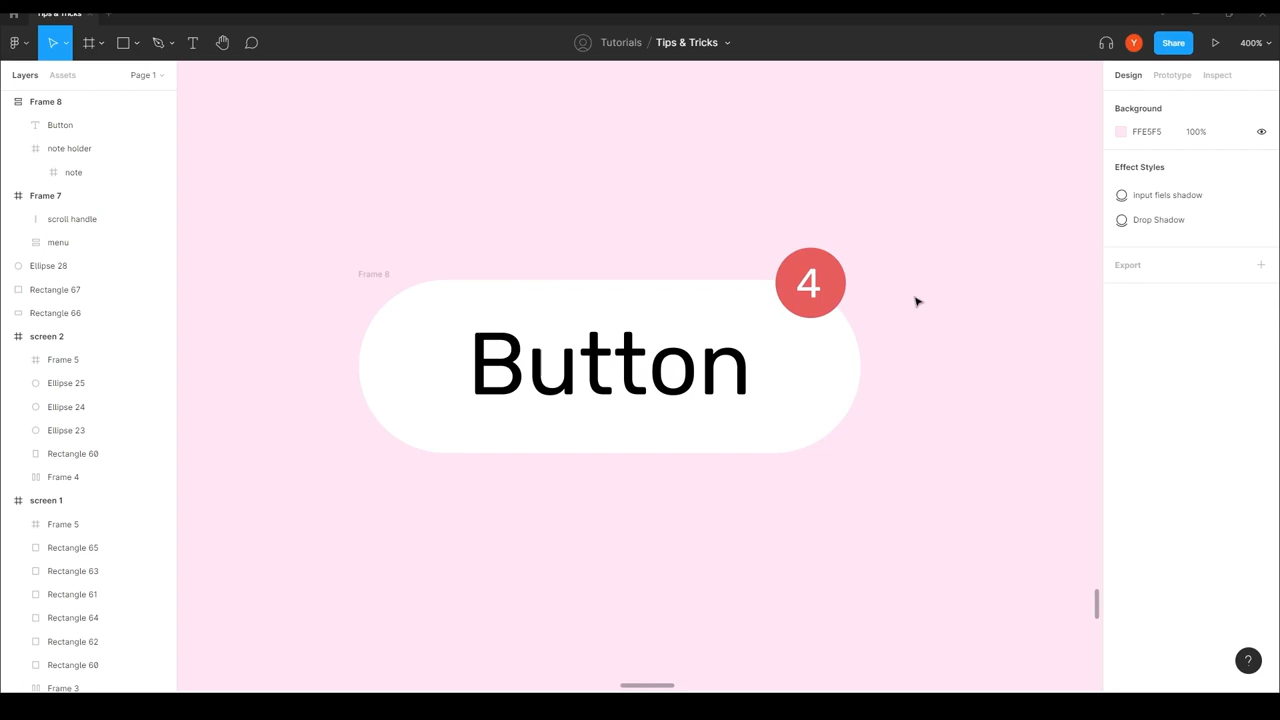 Tips & Tricks
Tutorials / Tips & Tricks
Y
Share
400%
Layers
Assets
Page 1
Frame 8
Button
note holder
note
Frame 7
scroll handle
menu
Ellipse 28
Rectangle 67
Rectangle 66
screen 2
Frame 5
Ellipse 25
Ellipse 24
Ellipse 23
Rectangle 60
Frame 4
screen 1
Frame 5
Rectangle 65
Rectangle 63
Rectangle 61
Rectangle 64
Rectangle 62
Rectangle 60
Frame 3
Frame 8
4
Button
Design
Prototype
Inspect
Background
FFE5F5 100%
Effect Styles
input fiels shadow
Drop Shadow
Export
?